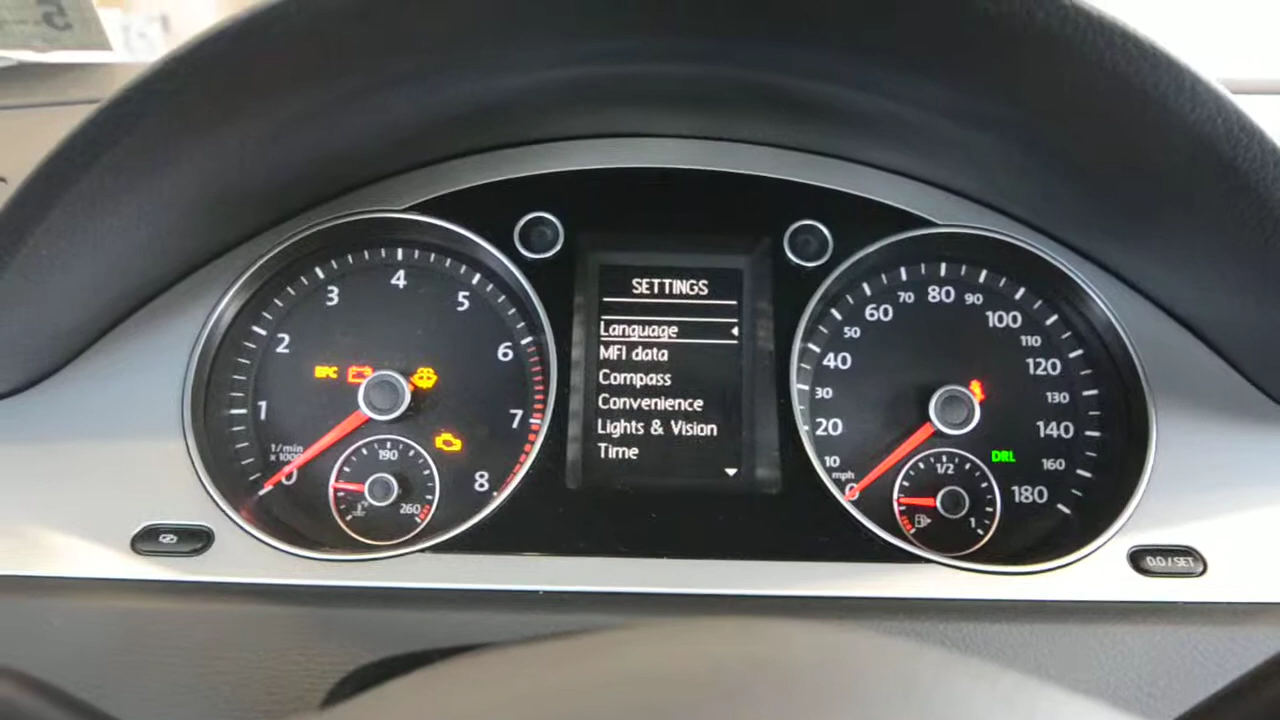 SETTINGS
Language
MFI data
Compass
Convenience
Lights & Vision
Time
0
1
2
3
4
5
6
7
8
1/min
x 1000
EPC
190
260
°F
0
10
20
30
40
50
60
70
80
90
100
110
120
130
140
160
180
mph
DRL
1/2
1
0.0 / SET
5